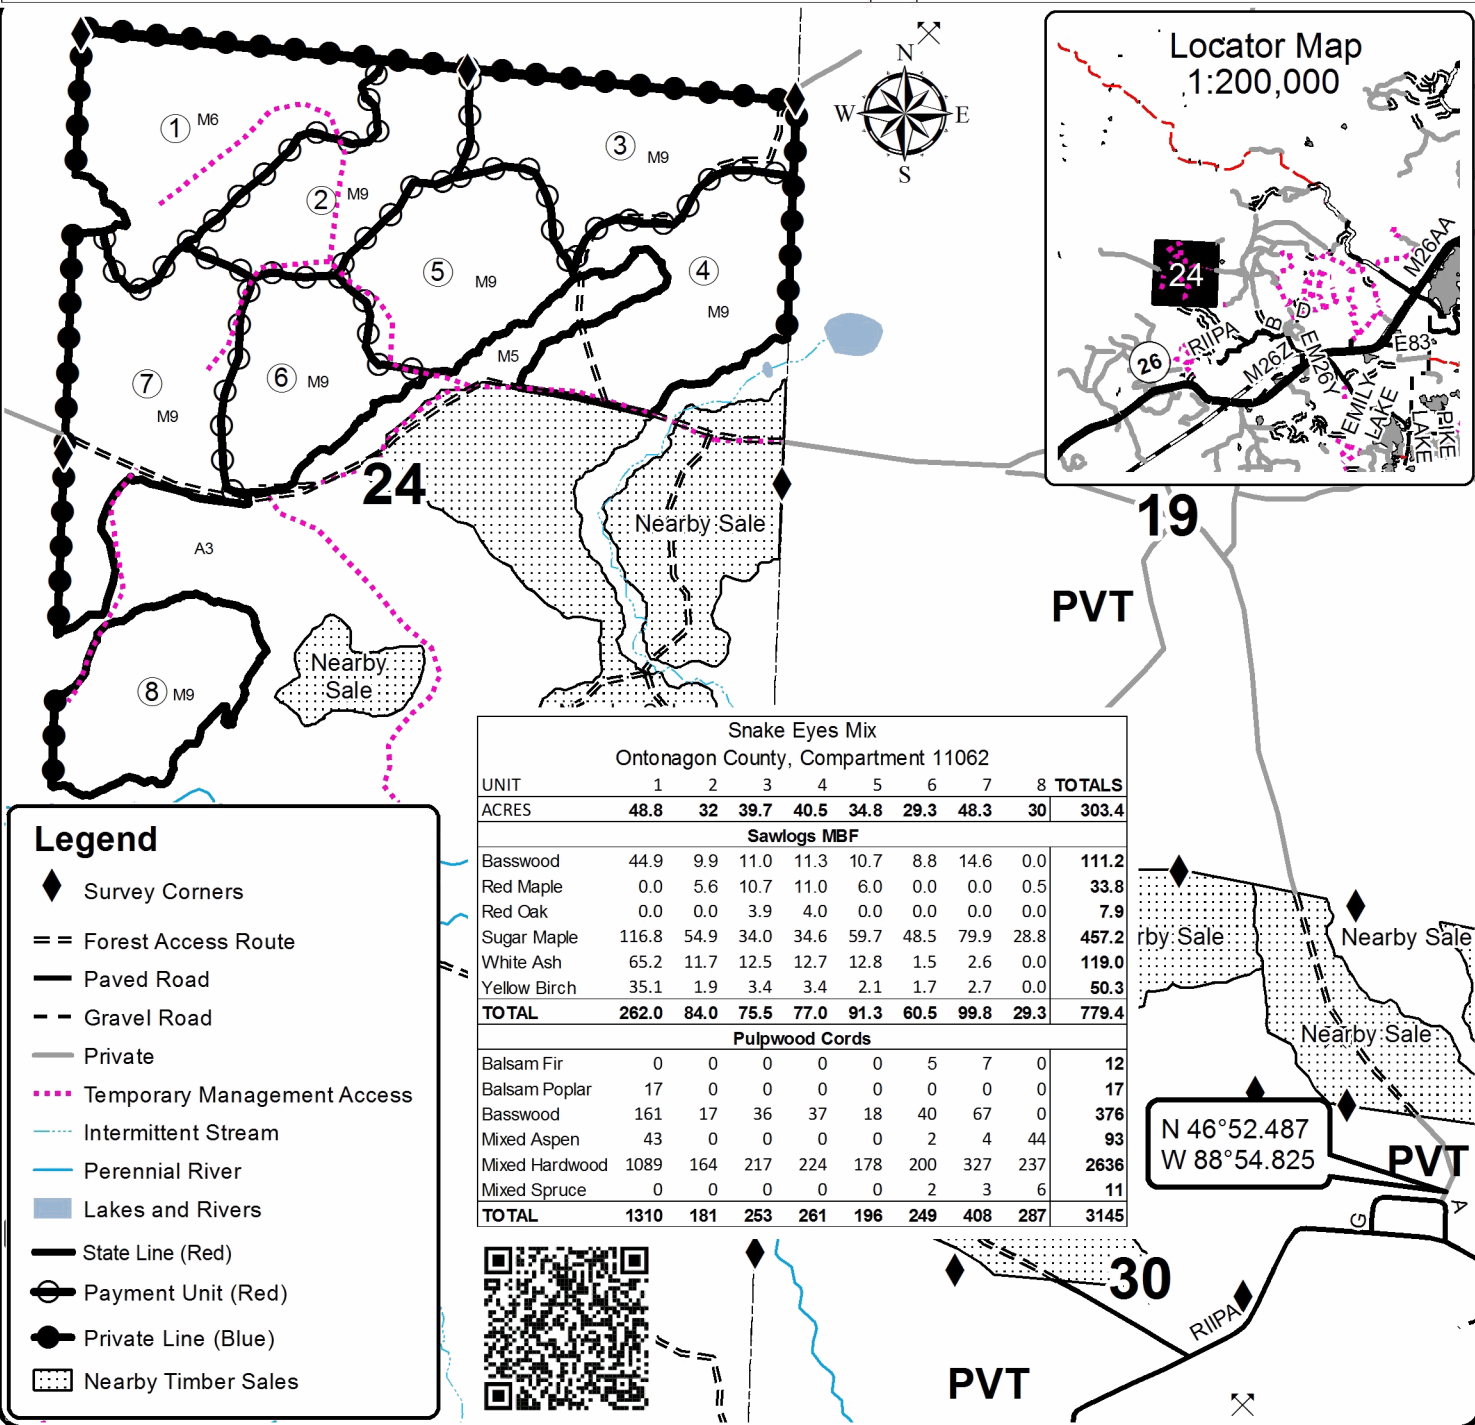 N
W E
S
1 M6
2 M9
3 M9
4
M9
5
M9
6 M9
7
M9
M5
24
A3
8 M9
Nearby Sale
Nearby
Sale
19
PVT
Locator Map
1:200,000
24
26
RIIPA
B
D
M26Z
EM26Y
M26AA
E83
EMILY
LAKE
PIKE
LAKE
Snake Eyes Mix
Ontonagon County, Compartment 11062
UNIT 1 2 3 4 5 6 7 8 TOTALS
ACRES 48.8 32 39.7 40.5 34.8 29.3 48.3 30 303.4
Sawlogs MBF
Basswood 44.9 9.9 11.0 11.3 10.7 8.8 14.6 0.0 111.2
Red Maple 0.0 5.6 10.7 11.0 6.0 0.0 0.0 0.5 33.8
Red Oak 0.0 0.0 3.9 4.0 0.0 0.0 0.0 0.0 7.9
Sugar Maple 116.8 54.9 34.0 34.6 59.7 48.5 79.9 28.8 457.2
White Ash 65.2 11.7 12.5 12.7 12.8 1.5 2.6 0.0 119.0
Yellow Birch 35.1 1.9 3.4 3.4 2.1 1.7 2.7 0.0 50.3
TOTAL 262.0 84.0 75.5 77.0 91.3 60.5 99.8 29.3 779.4
Pulpwood Cords
Balsam Fir 0 0 0 0 0 5 7 0 12
Balsam Poplar 17 0 0 0 0 0 0 0 17
Basswood 161 17 36 37 18 40 67 0 376
Mixed Aspen 43 0 0 0 0 2 4 44 93
Mixed Hardwood 1089 164 217 224 178 200 327 237 2636
Mixed Spruce 0 0 0 0 0 2 3 6 11
TOTAL 1310 181 253 261 196 249 408 287 3145
Legend
Survey Corners
Forest Access Route
Paved Road
Gravel Road
Private
Temporary Management Access
Intermittent Stream
Perennial River
Lakes and Rivers
State Line (Red)
Payment Unit (Red)
Private Line (Blue)
Nearby Timber Sales
rby Sale
Nearby Sale
Nearby Sale
N 46°52.487
W 88°54.825
PVT
A
G
30
RIIPA
PVT